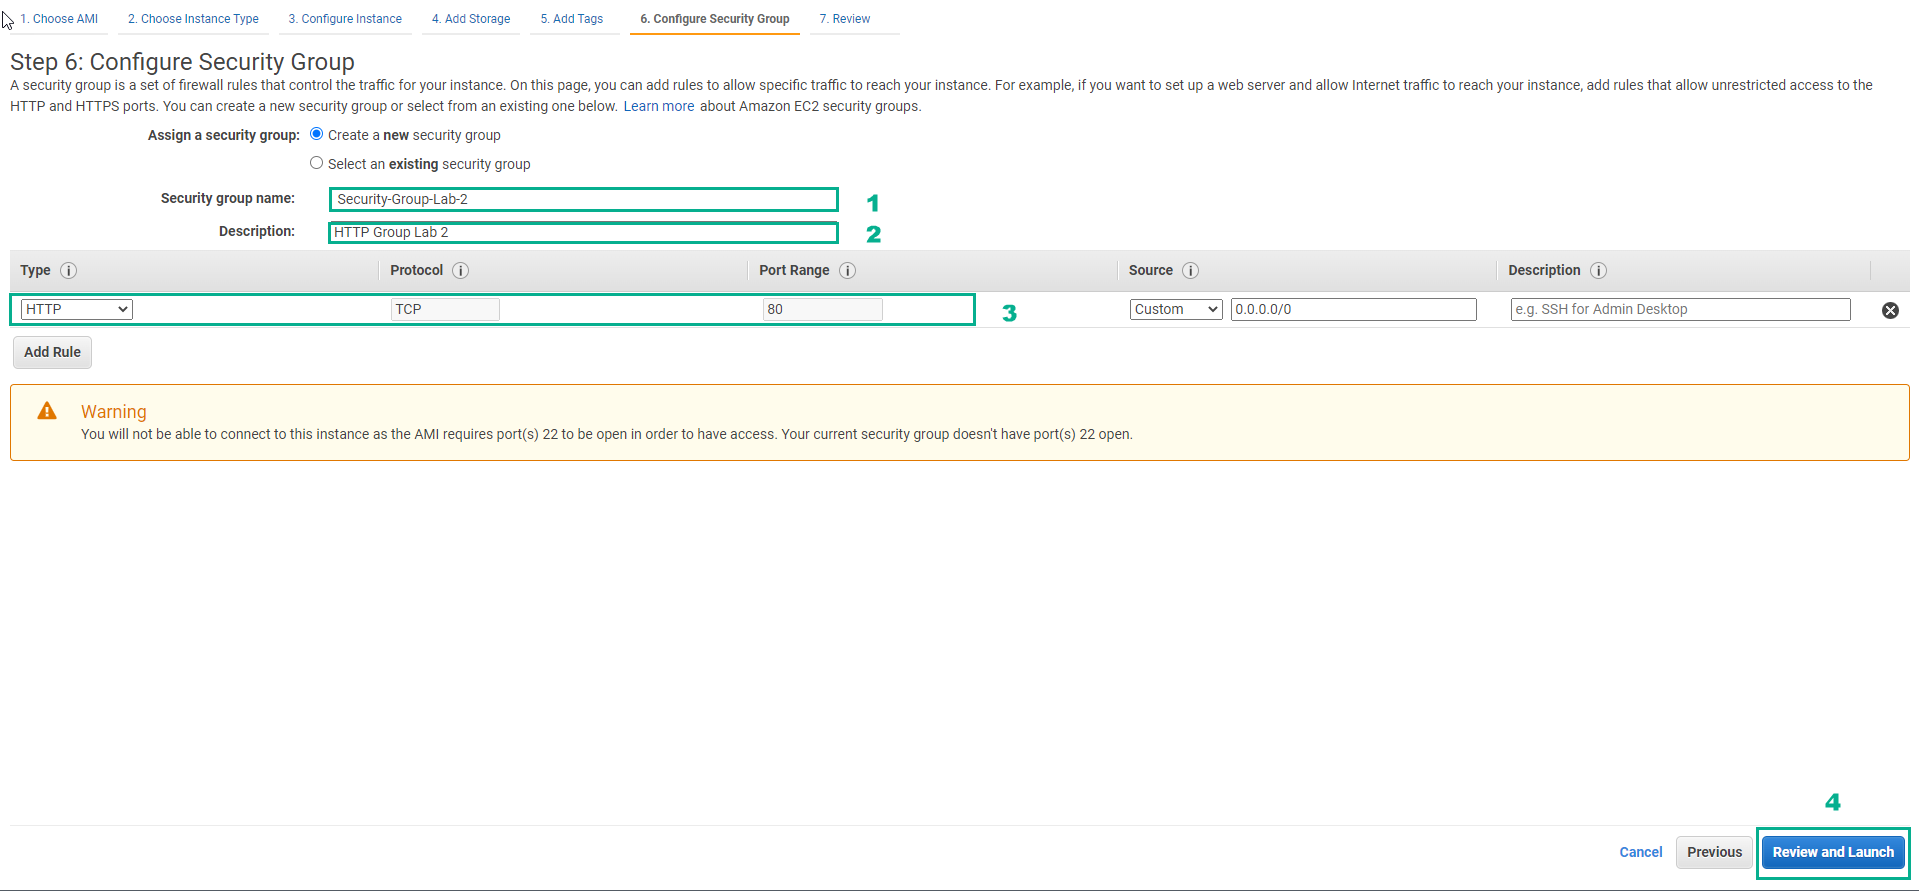 1. Choose AMI 2. Choose Instance Type 3. Configure Instance 4. Add Storage 5. Add Tags 6. Configure Security Group 7. Review
Step 6: Configure Security Group
A security group is a set of firewall rules that control the traffic for your instance. On this page, you can add rules to allow specific traffic to reach your instance. For example, if you want to set up a web server and allow Internet traffic to reach your instance, add rules that allow unrestricted access to the
HTTP and HTTPS ports. You can create a new security group or select from an existing one below. Learn more about Amazon EC2 security groups.
Assign a security group: Create a new security group
Select an existing security group
Security group name: Security-Group-Lab-2 1
Description: HTTP Group Lab 2 2
Type i Protocol i Port Range i Source i Description i
HTTP TCP 80 3 Custom 0.0.0.0/0 e.g. SSH for Admin Desktop
Add Rule
Warning
You will not be able to connect to this instance as the AMI requires port(s) 22 to be open in order to have access. Your current security group doesn't have port(s) 22 open.
4
Cancel Previous Review and Launch